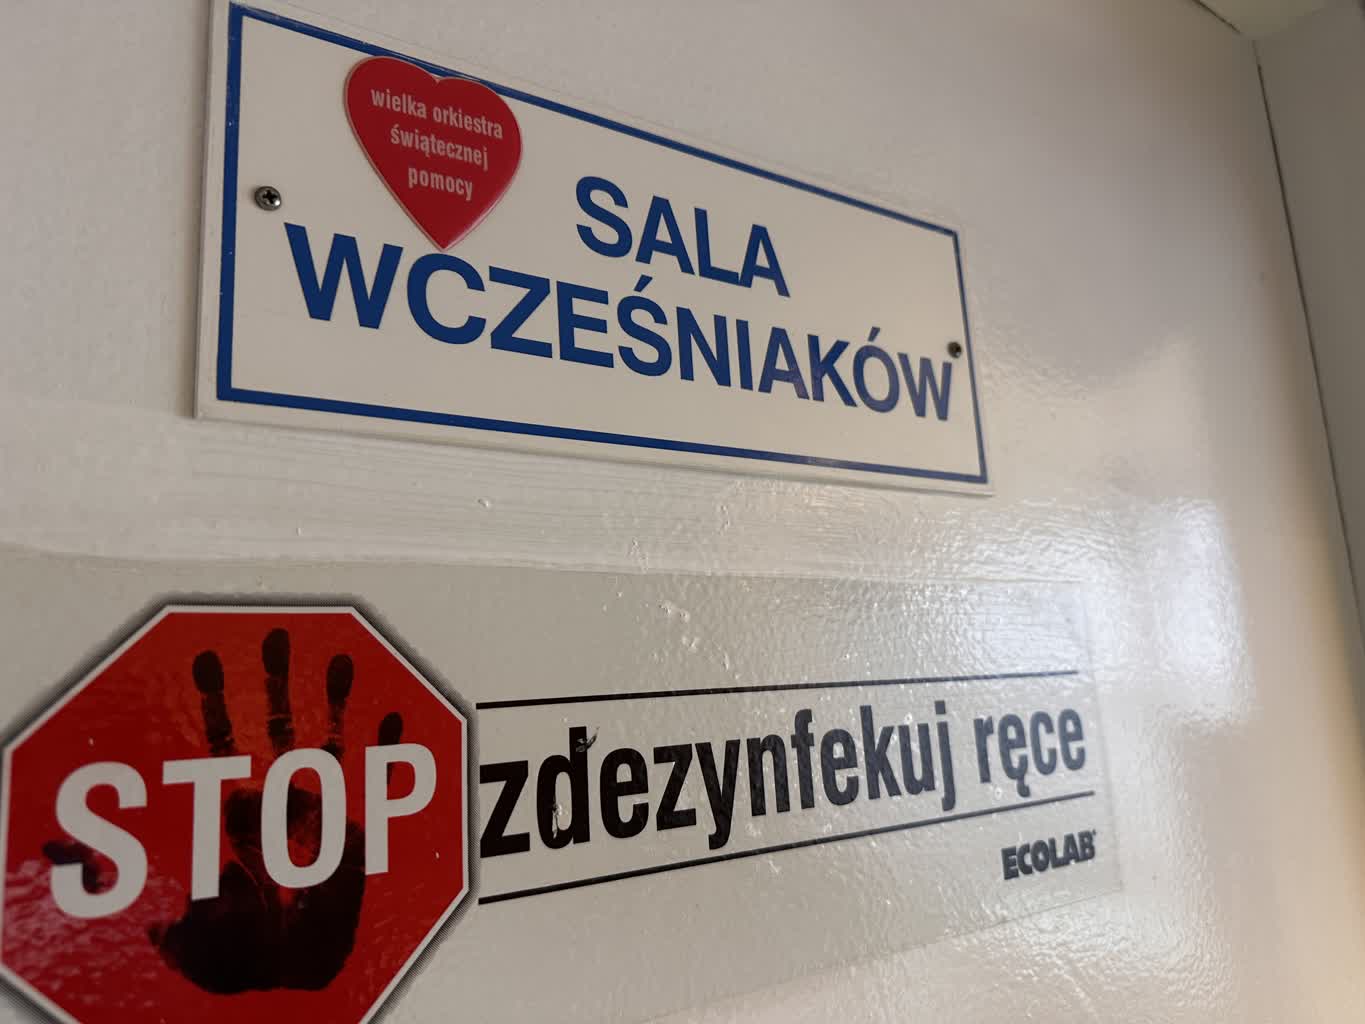 wielka orkiestra
świątecznej
pomocy
SALA
WCZEŚNIAKÓW
STOP
zdezynfekuj ręce
ECOLAB